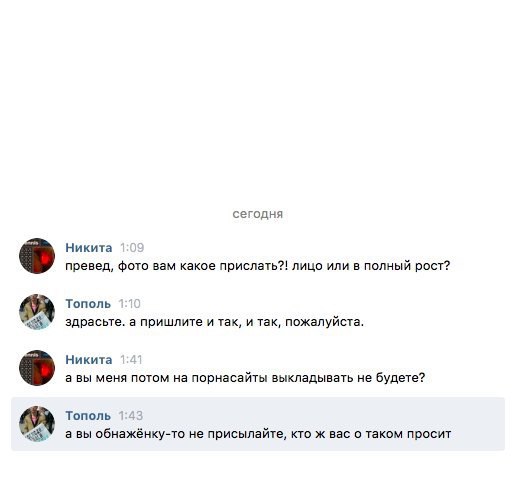 сегодня
Никита 1:09
превед, фото вам какое прислать?! лицо или в полный рост?
Тополь 1:10
здрасьте. а пришлите и так, и так, пожалуйста.
Никита 1:41
а вы меня потом на порнасайты выкладывать не будете?
Тополь 1:43
а вы обнажёнку-то не присылайте, кто ж вас о таком просит